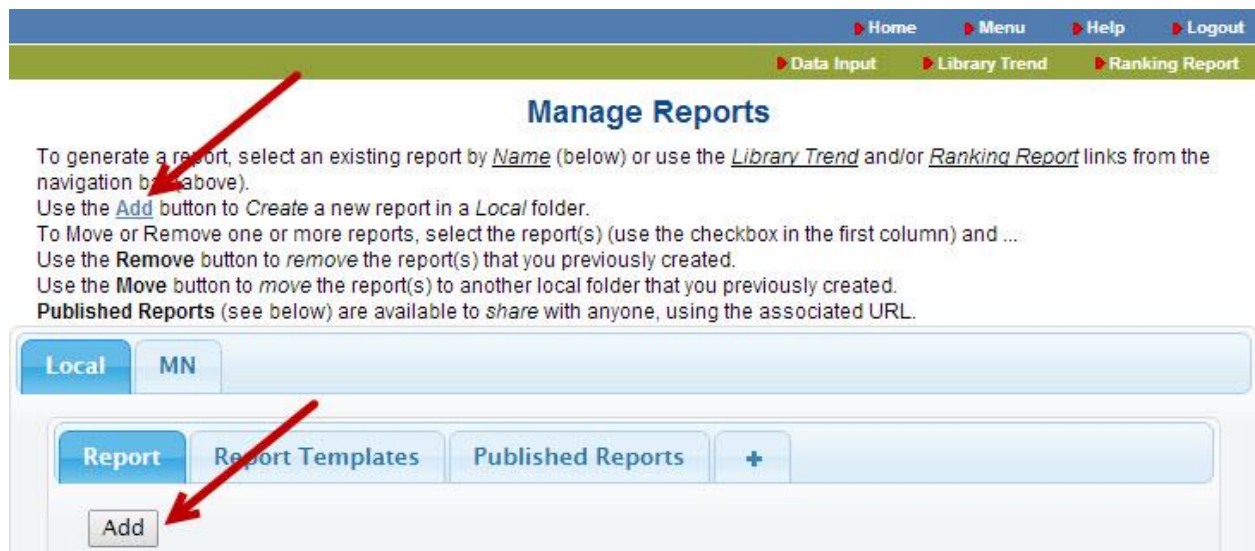 Home Menu Help Logout
Data Input Library Trend Ranking Report
Manage Reports
To generate a report, select an existing report by Name (below) or use the Library Trend and/or Ranking Report links from the
navigation bar (above).
Use the Add button to Create a new report in a Local folder.
To Move or Remove one or more reports, select the report(s) (use the checkbox in the first column) and ...
Use the Remove button to remove the report(s) that you previously created.
Use the Move button to move the report(s) to another local folder that you previously created.
Published Reports (see below) are available to share with anyone, using the associated URL.
Local MN
Report Report Templates Published Reports +
Add